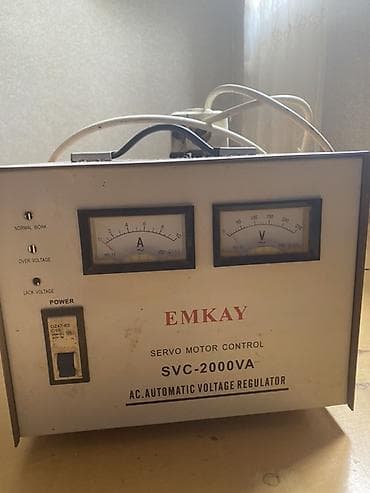 NORMAL WORK
OVER VOLTAGE
LACK VOLTAGE
POWER
A
V
EMKAY
SERVO MOTOR CONTROL
SVC-2000VA
AC.AUTOMATIC VOLTAGE REGULATOR